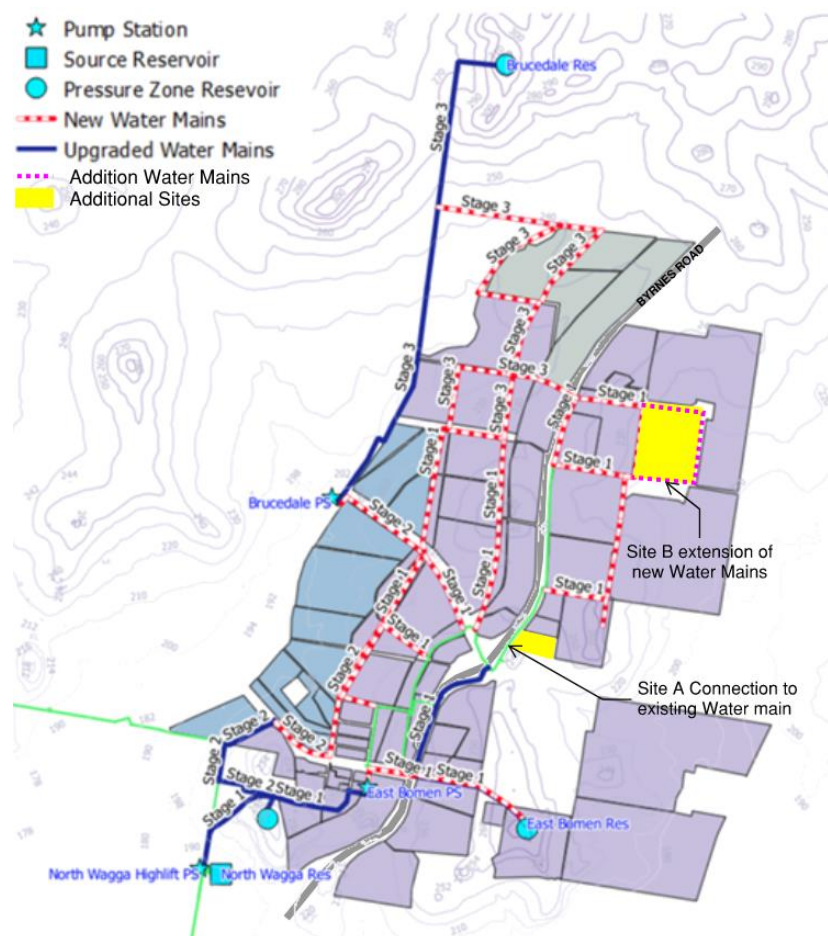 Pump Station
Source Reservoir
Pressure Zone Resevoir
New Water Mains
Upgraded Water Mains
Addition Water Mains
Additional Sites
Brucedale Res
Stage 3
Stage 3
Stage 3
Stage 3
BYRNES ROAD
Stage 3
Stage 3
Stage 3
Stage 3
Stage 3
Stage 1
Stage 1
Stage 1
Stage 1
Stage 1
Brucedale PS
Stage 2
Stage 1
Site B extension of
new Water Mains
Stage 1
Stage 1
Stage 1
Stage 1
Stage 2
Site A Connection to
existing Water main
Stage 1
Stage 2
Stage 2
Stage 2
Stage 2
Stage 1
Stage 1
Stage 1
Stage 1
East Bomen PS
East Bomen Res
North Wagga Highlift PS
North Wagga Res